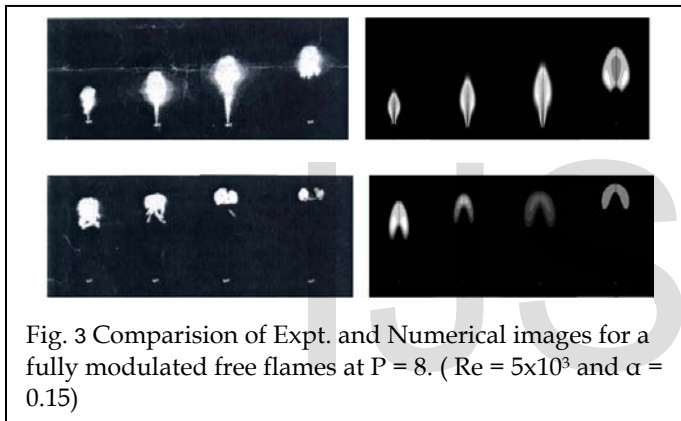 IJS
Fig. 3 Comparision of Expt. and Numerical images for a
fully modulated free flames at P = 8. ( Re = 5x10³ and α =
0.15)